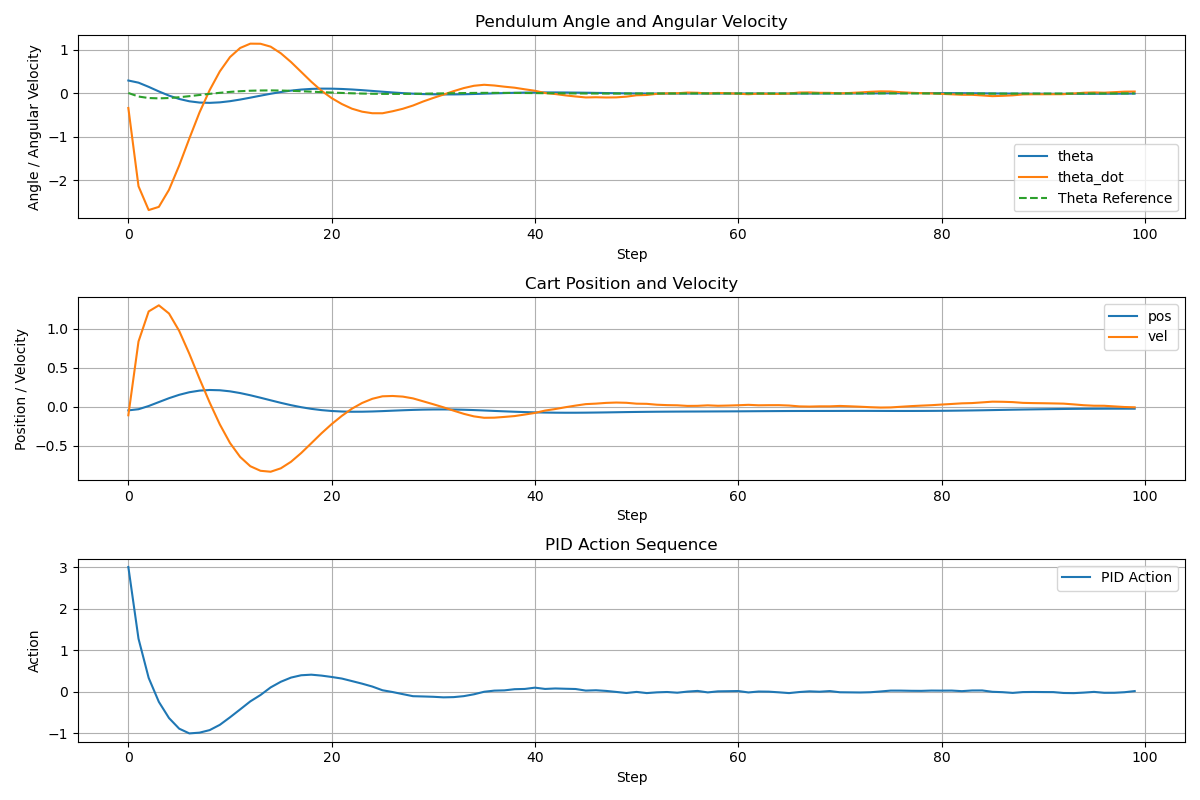 Pendulum Angle and Angular Velocity
Angle / Angular Velocity
1
0
−1
−2
theta
theta_dot
Theta Reference
0 20 40 60 80 100
Step
Cart Position and Velocity
Position / Velocity
1.0
0.5
0.0
−0.5
pos
vel
0 20 40 60 80 100
Step
PID Action Sequence
Action
3
2
1
0
−1
PID Action
0 20 40 60 80 100
Step